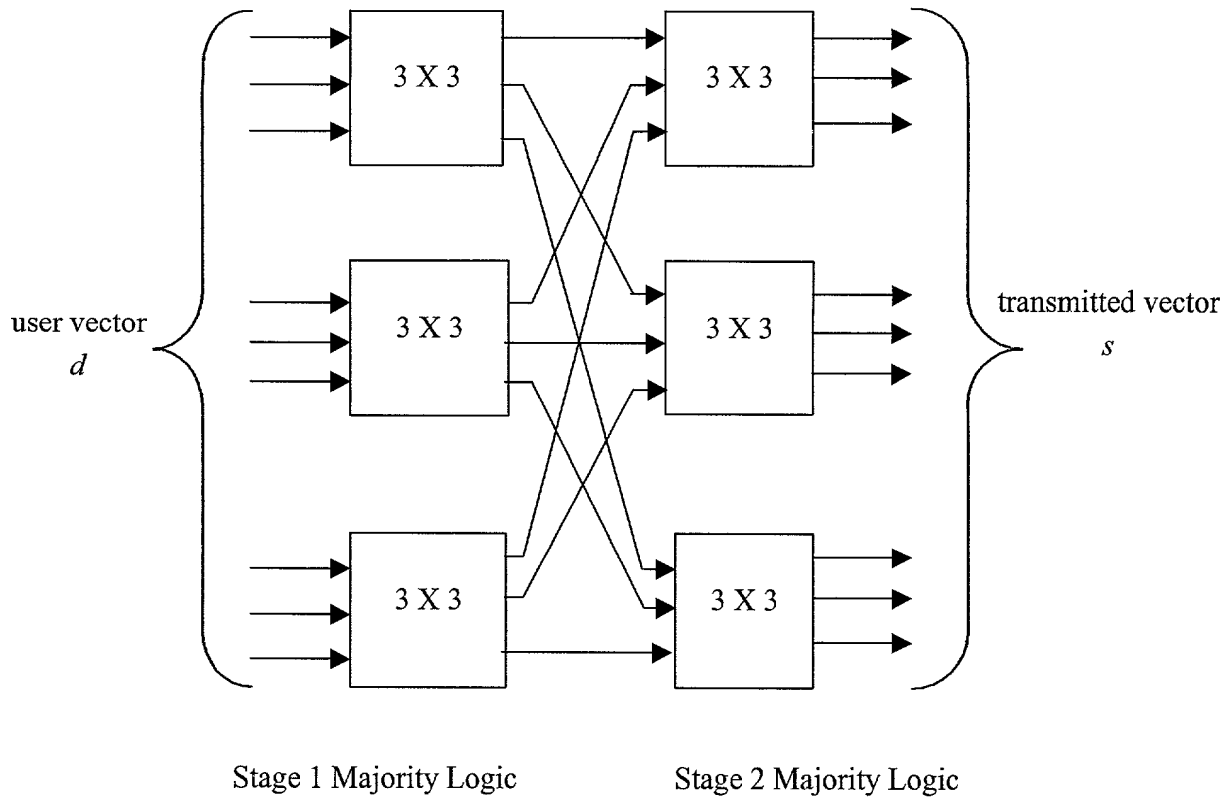 3 X 3
3 X 3
3 X 3
3 X 3
user vector
d
transmitted vector
s
3 X 3
3 X 3
Stage 1 Majority Logic
Stage 2 Majority Logic